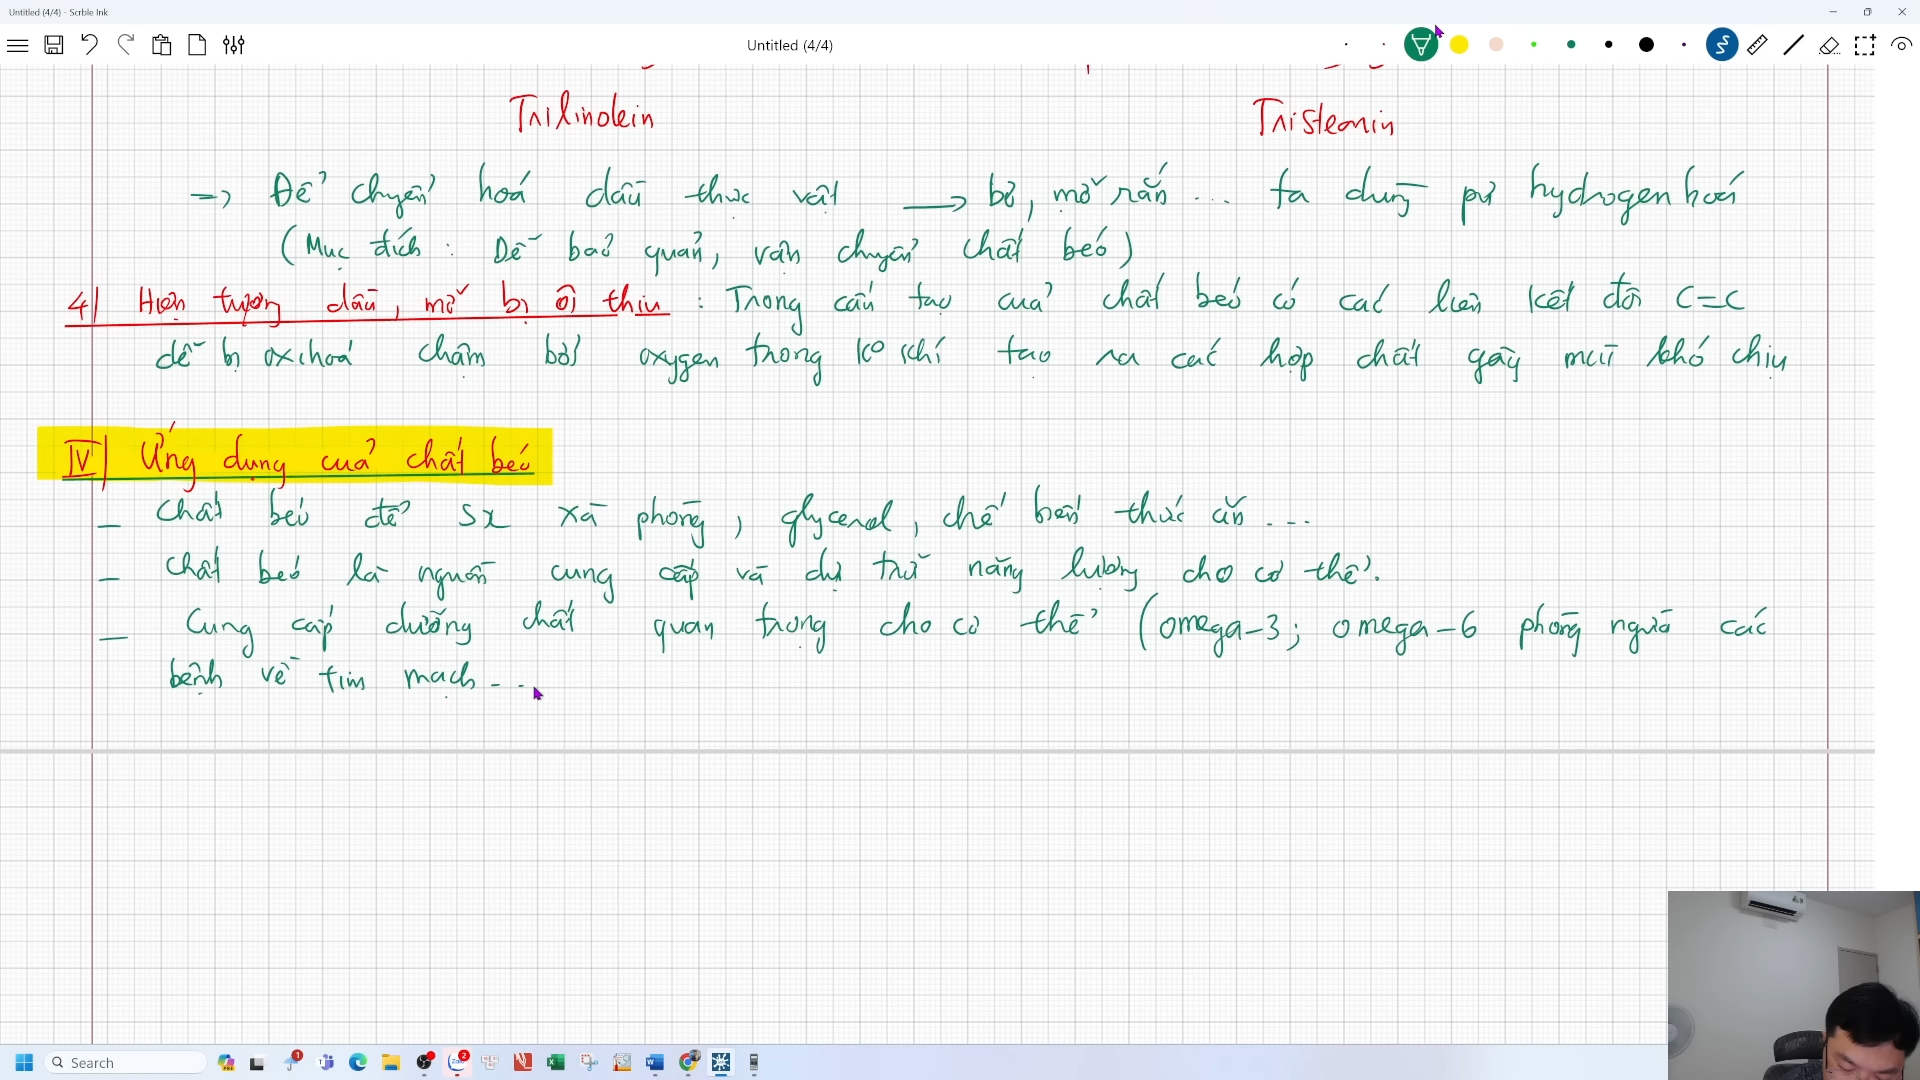 Untitled (4/4) - Scrble Ink
Untitled (4/4)
Trilinolein
Tristearin
=> Để chuyển hoá dầu thực vật → bơ, mỡ rắn ... ta dùng pư hydrogen hoá
(Mục đích : Dễ bảo quản, vận chuyển chất béo)
4| Hiện tượng dầu, mỡ bị ôi thiu : Trong cấu tạo của chất béo có các liên kết đôi C=C
dễ bị oxi hoá chậm bởi oxygen trong ko khí tạo ra các hợp chất gây mùi khó chịu
IV| Ứng dụng của chất béo
- Chất béo để sx xà phòng, glycerol, chế biến thức ăn ...
- Chất béo là nguồn cung cấp và dự trữ năng lượng cho cơ thể.
- Cung cấp dưỡng chất quan trọng cho cơ thể (omega-3; omega-6 phòng ngừa các
bệnh về tim mạch ...
Search